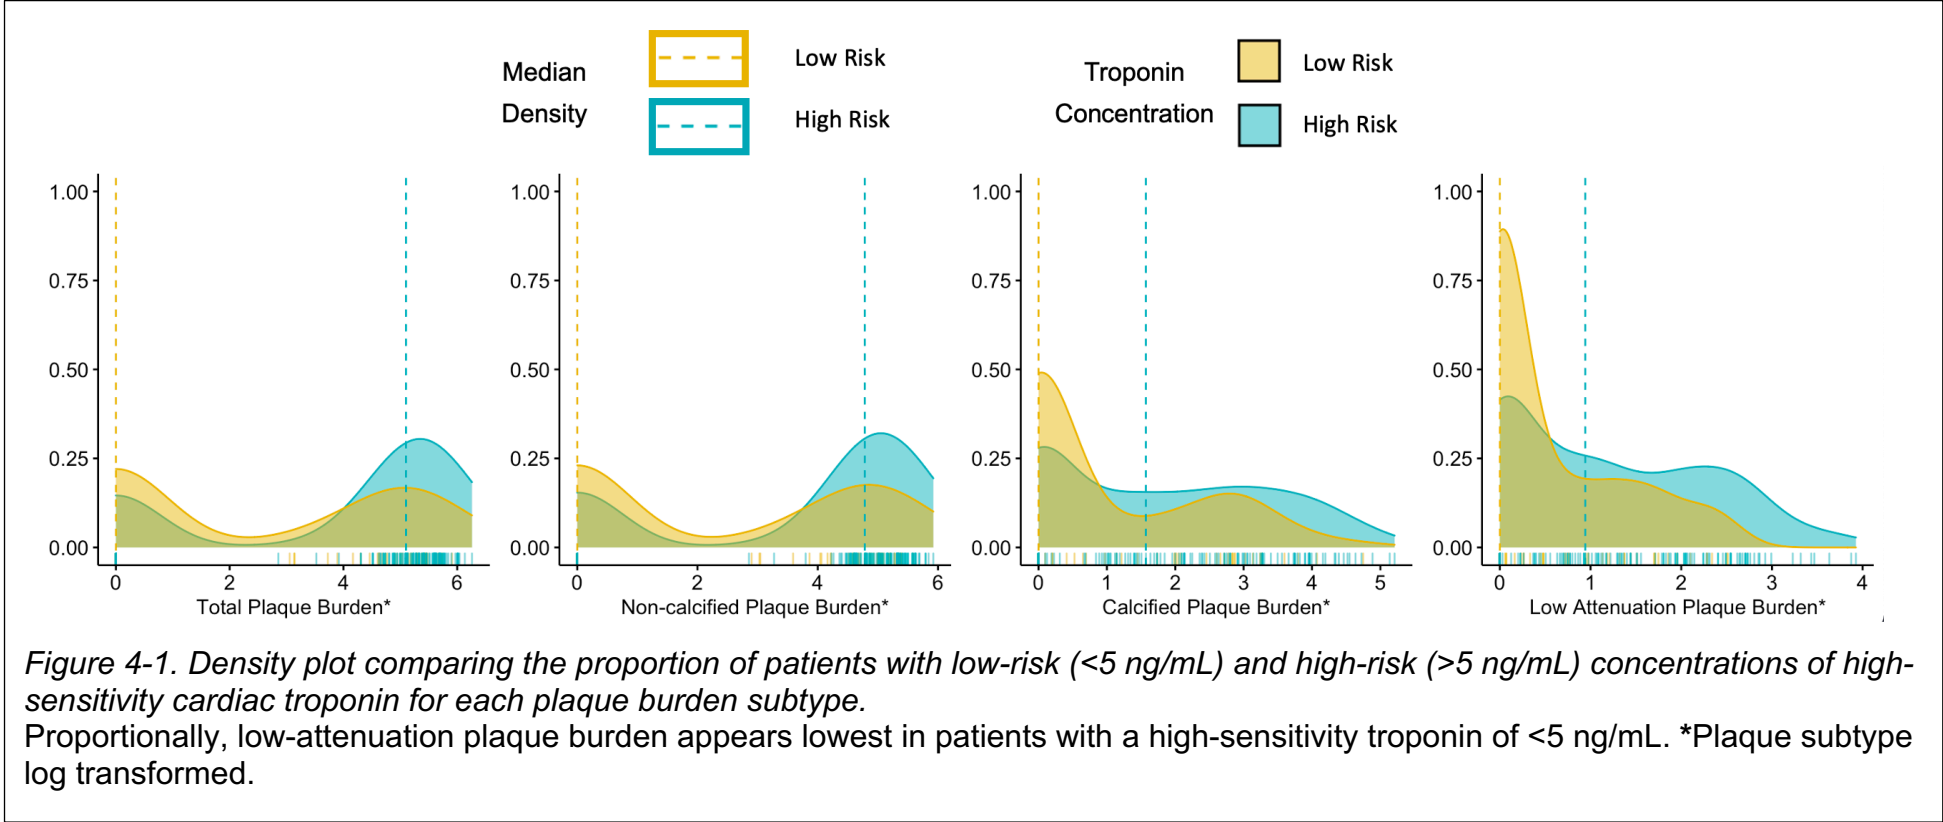 Median
Density
Low Risk
High Risk
Troponin
Concentration
Low Risk
High Risk
1.00
0.75
0.50
0.25
0.00
0 2 4 6
Total Plaque Burden*
1.00
0.75
0.50
0.25
0.00
0 2 4 6
Non-calcified Plaque Burden*
1.00
0.75
0.50
0.25
0.00
0 1 2 3 4 5
Calcified Plaque Burden*
1.00
0.75
0.50
0.25
0.00
0 1 2 3 4
Low Attenuation Plaque Burden*
Figure 4-1. Density plot comparing the proportion of patients with low-risk (<5 ng/mL) and high-risk (>5 ng/mL) concentrations of high-
sensitivity cardiac troponin for each plaque burden subtype.
Proportionally, low-attenuation plaque burden appears lowest in patients with a high-sensitivity troponin of <5 ng/mL. *Plaque subtype
log transformed.